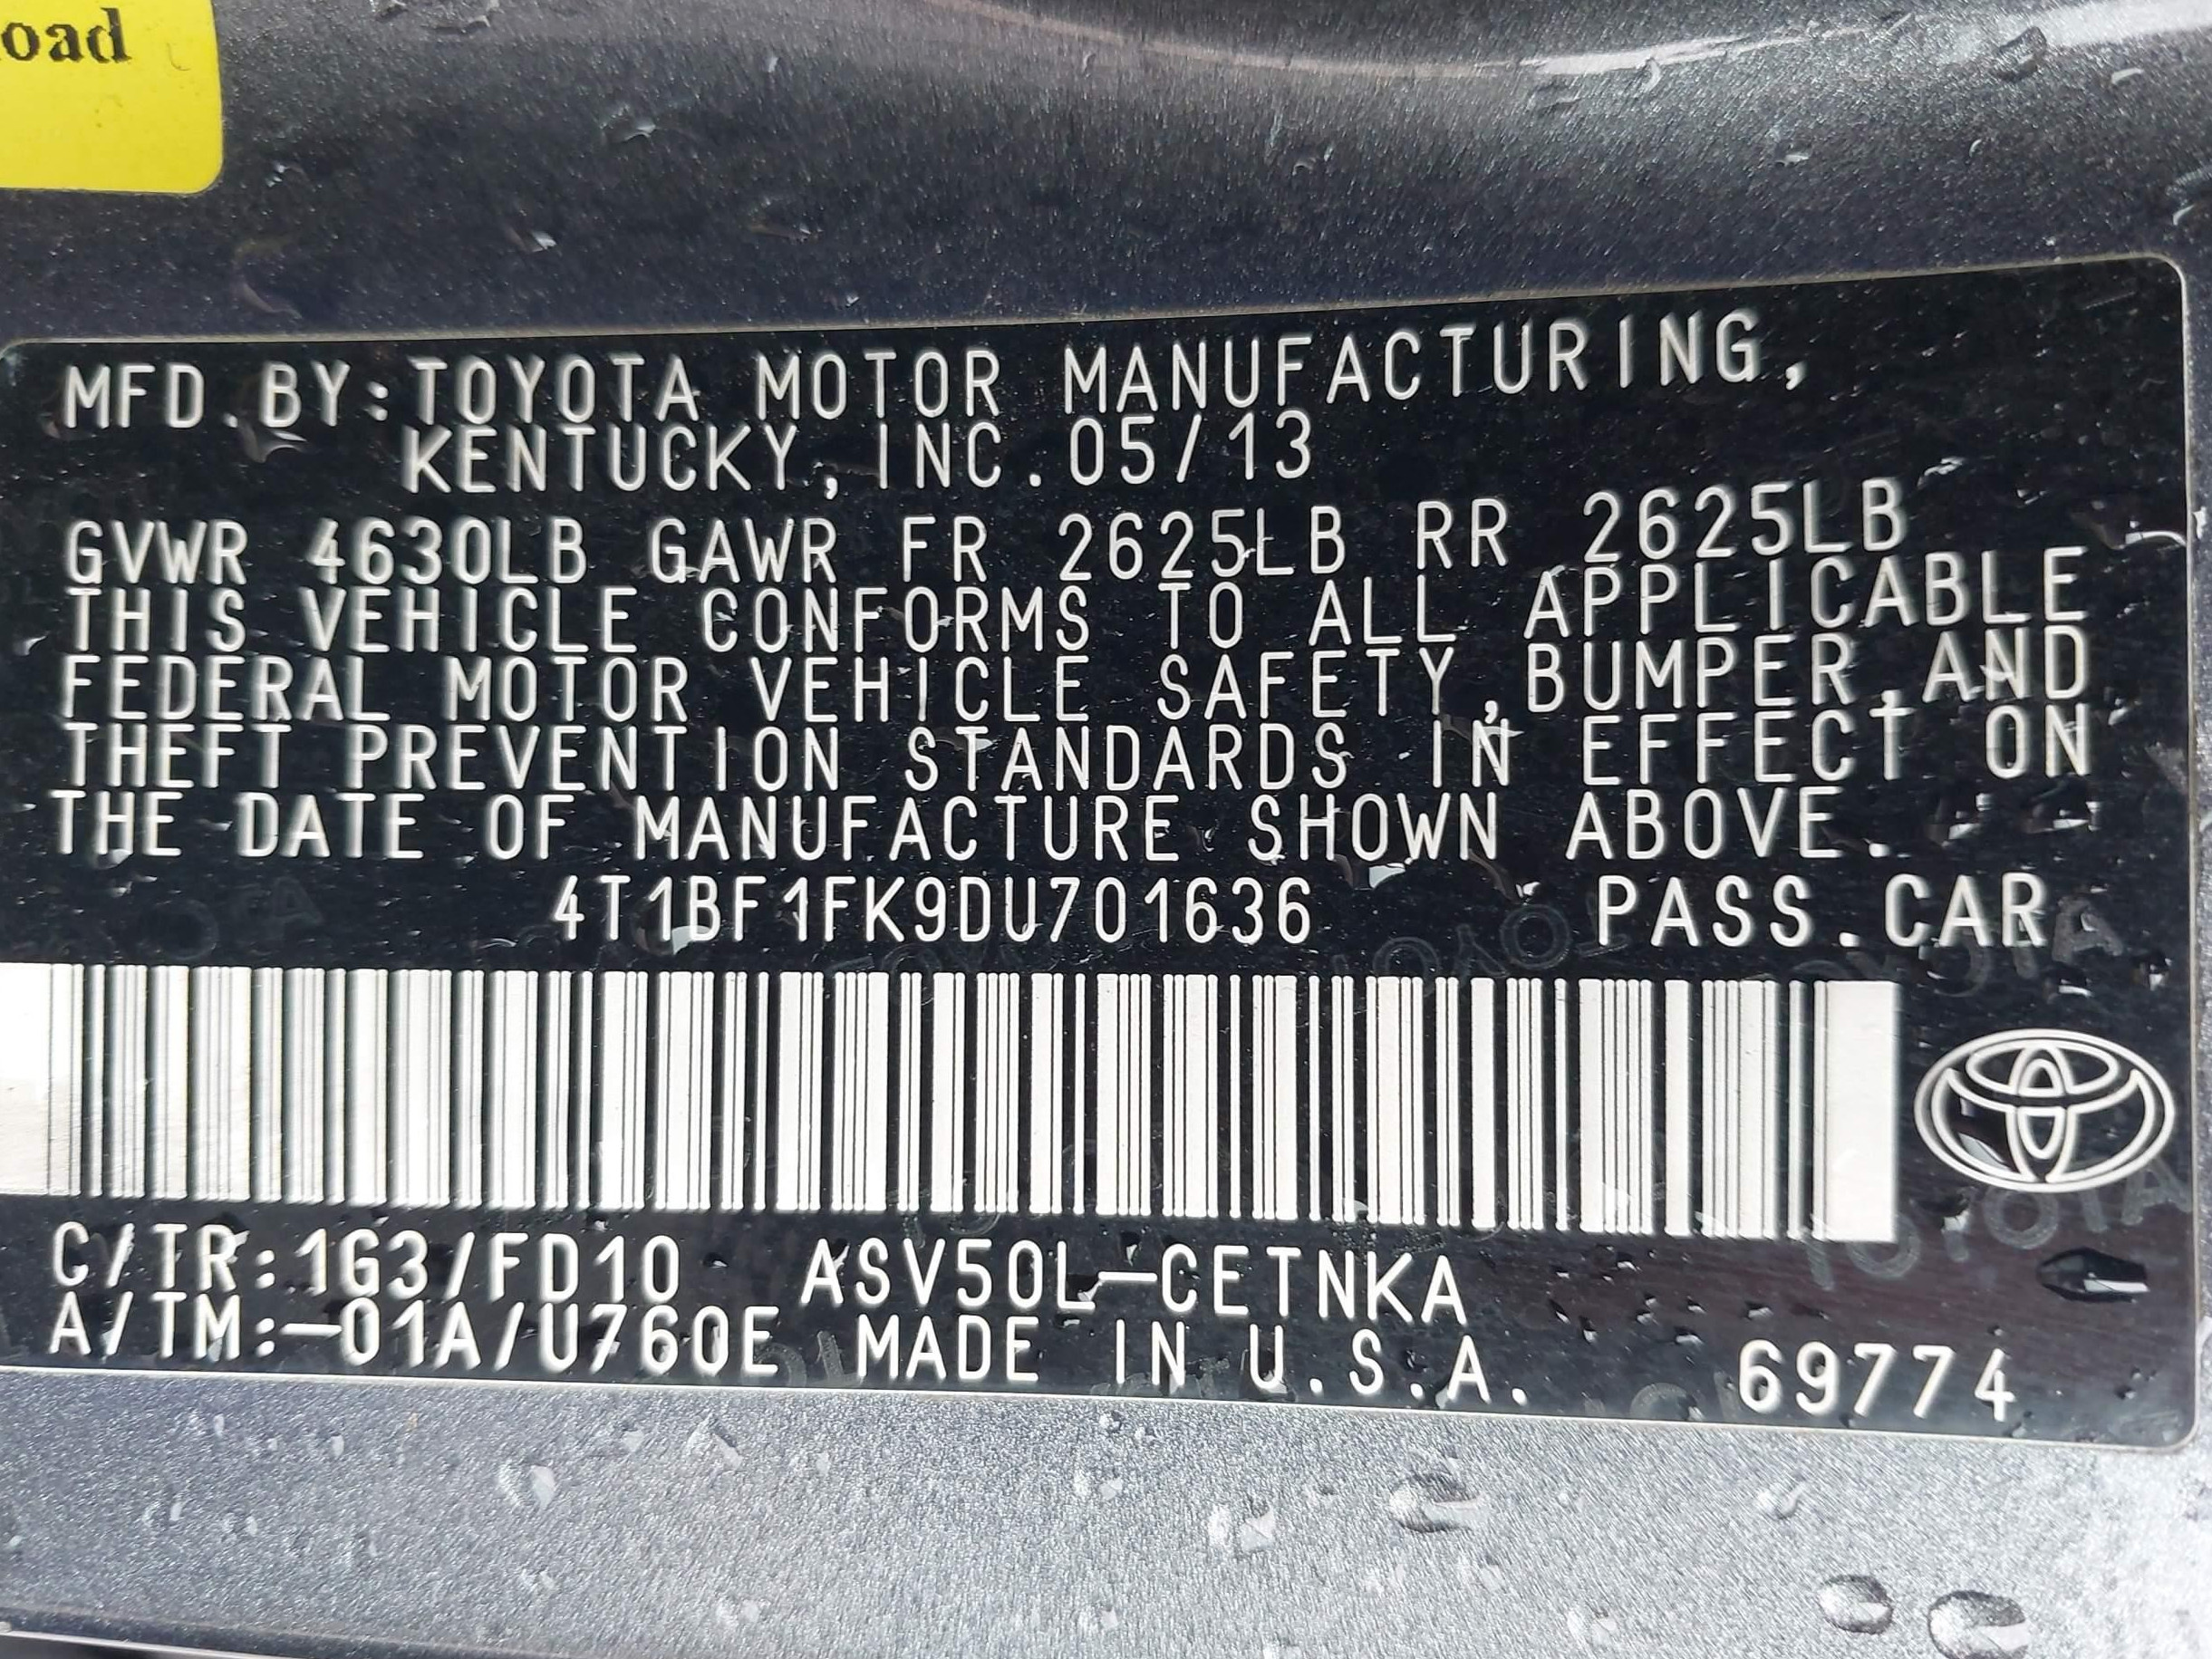 oad
MFD.BY:TOYOTA MOTOR MANUFACTURING,
KENTUCKY,INC.05/13
GVWR 4630LB GAWR FR 2625LB RR 2625LB
THIS VEHICLE CONFORMS TO ALL APPLICABLE
FEDERAL MOTOR VEHICLE SAFETY,BUMPER,AND
THEFT PREVENTION STANDARDS IN EFFECT ON
THE DATE OF MANUFACTURE SHOWN ABOVE.
4T1BF1FK9DU701636 PASS.CAR
C/TR:1G3/FD10 ASV50L-CETNKA
A/TM:-01A/U760E MADE IN U.S.A. 69774